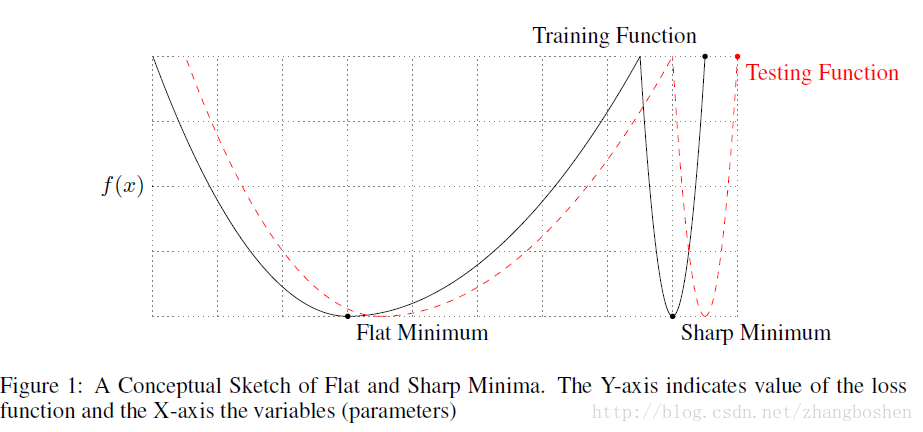 Training Function
Testing Function
f(x)
Flat Minimum
Sharp Minimum
Figure 1: A Conceptual Sketch of Flat and Sharp Minima. The Y-axis indicates value of the loss
function and the X-axis the variables (parameters)
http://blog.csdn.net/zhangboshen